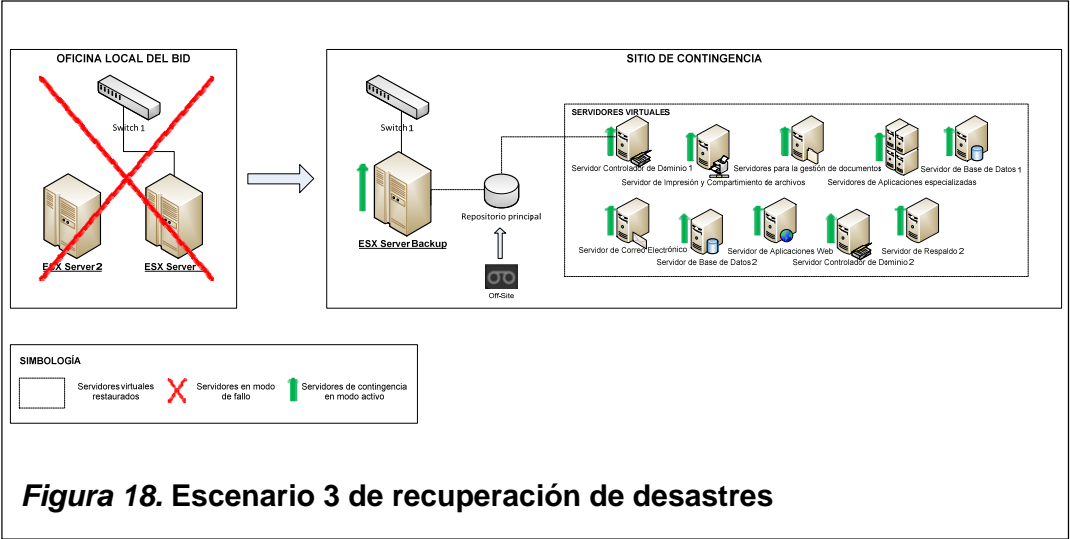 OFICINA LOCAL DEL BID
Switch 1
ESX Server 2
ESX Server
SITIO DE CONTINGENCIA
Switch 1
ESX Server Backup
Repositorio principal
Off-Site
SERVIDORES VIRTUALES
Servidor Controlador de Dominio 1
Servidor de Impresión y Compartimiento de archivos
Servidores para la gestión de documentos
Servidores de Aplicaciones especializadas
Servidor de Base de Datos 1
Servidor de Correo Electrónico
Servidor de Base de Datos 2
Servidor de Aplicaciones Web
Servidor Controlador de Dominio 2
Servidor de Respaldo 2
SIMBOLOGÍA
Servidores virtuales
restaurados
Servidores en modo
de fallo
Servidores de contingencia
en modo activo
Figura 18. Escenario 3 de recuperación de desastres